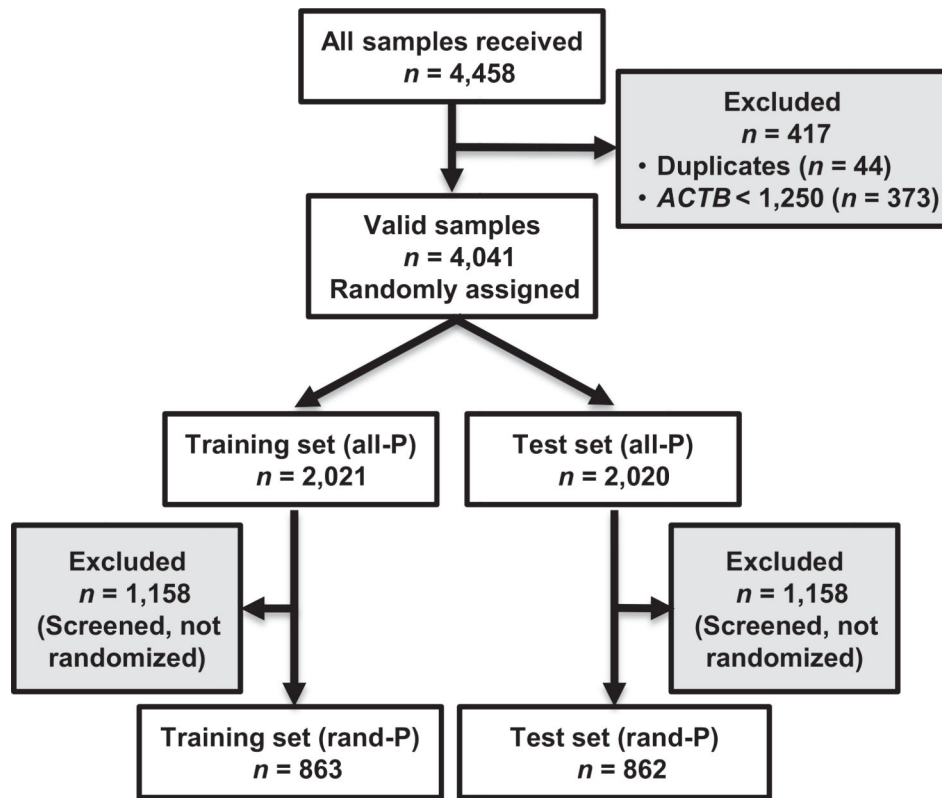 All samples received
n = 4,458
Excluded
n = 417
• Duplicates (n = 44)
• ACTB < 1,250 (n = 373)
Valid samples
n = 4,041
Randomly assigned
Training set (all-P)
n = 2,021
Test set (all-P)
n = 2,020
Excluded
n = 1,158
(Screened, not
randomized)
Excluded
n = 1,158
(Screened, not
randomized)
Training set (rand-P)
n = 863
Test set (rand-P)
n = 862